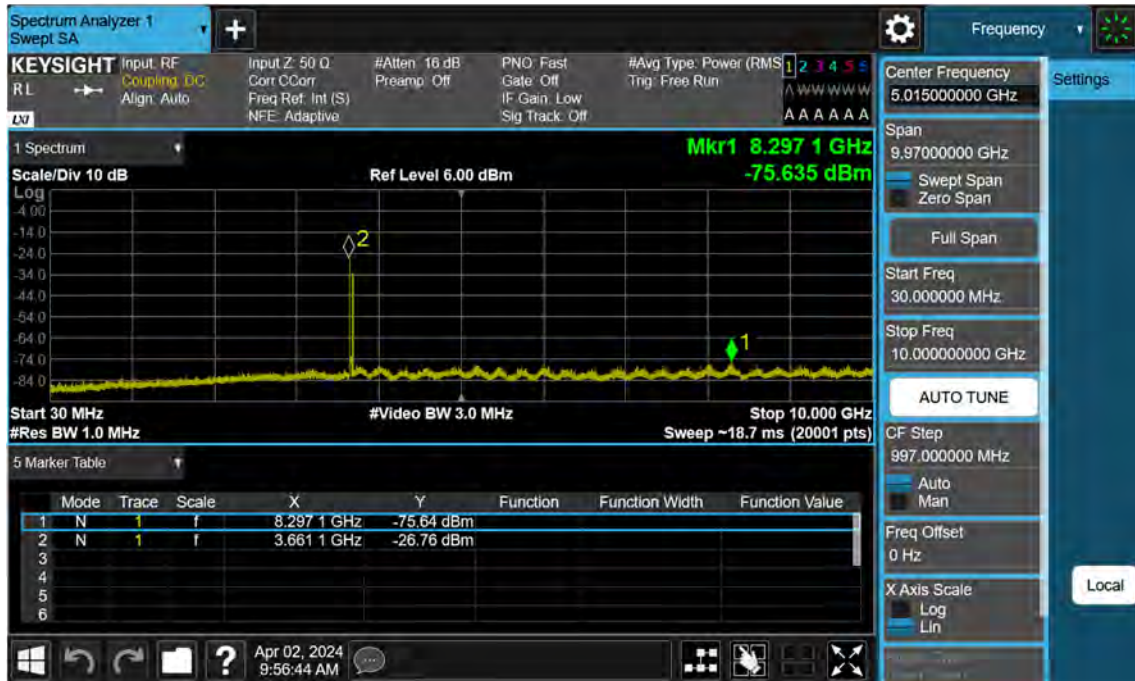 Spectrum Analyzer 1
Swept SA
+
Frequency
KEYSIGHT
RL
LXI
Input: RF
Coupling: DC
Align: Auto
Input Z: 50 Ω
Corr CCorr
Freq Ref: Int (S)
NFE: Adaptive
#Atten: 16 dB
Preamp: Off
PNO: Fast
Gate: Off
IF Gain: Low
Sig Track: Off
#Avg Type: Power (RMS
Trig: Free Run
1 2 3 4 5 6
A W W W W W
A A A A A A
1 Spectrum
Scale/Div 10 dB
Ref Level 6.00 dBm
Mkr1 8.297 1 GHz
-75.635 dBm
Log
-4.00
-14.0
-24.0
-34.0
-44.0
-54.0
-64.0
-74.0
-84.0
2
1
Start 30 MHz
#Video BW 3.0 MHz
Stop 10.000 GHz
#Res BW 1.0 MHz
Sweep ~18.7 ms (20001 pts)
5 Marker Table
Mode Trace Scale X Y Function Function Width Function Value
1 N 1 f 8.297 1 GHz -75.64 dBm
2 N 1 f 3.661 1 GHz -26.76 dBm
3
4
5
6
?
Apr 02, 2024
9:56:44 AM
Center Frequency
5.015000000 GHz
Span
9.97000000 GHz
Swept Span
Zero Span
Full Span
Start Freq
30.000000 MHz
Stop Freq
10.000000000 GHz
AUTO TUNE
CF Step
997.000000 MHz
Auto
Man
Freq Offset
0 Hz
X Axis Scale
Log
Lin
Settings
Local